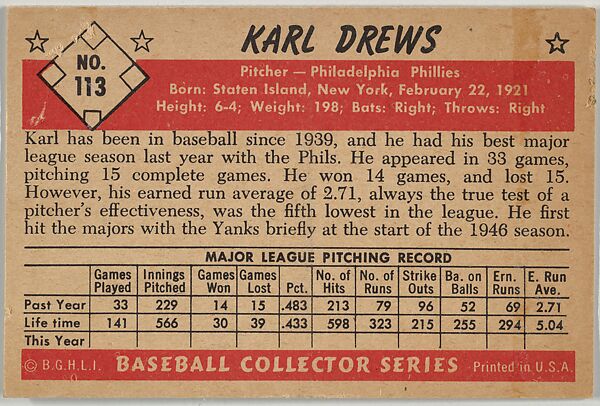 NO. 113
KARL DREWS
Pitcher — Philadelphia Phillies
Born: Staten Island, New York, February 22, 1921
Height: 6-4; Weight: 198; Bats: Right; Throws: Right
Karl has been in baseball since 1939, and he had his best major
league season last year with the Phils. He appeared in 33 games,
pitching 15 complete games. He won 14 games, and lost 15.
However, his earned run average of 2.71, always the true test of a
pitcher's effectiveness, was the fifth lowest in the league. He first
hit the majors with the Yanks briefly at the start of the 1946 season.
MAJOR LEAGUE PITCHING RECORD
Games Played Innings Pitched Games Won Games Lost Pct. No. of Hits No. of Runs Strike Outs Ba. on Balls Ern. Runs E. Run Ave.
Past Year 33 229 14 15 .483 213 79 96 52 69 2.71
Life time 141 566 30 39 .433 598 323 215 255 294 5.04
This Year
© B.G.H.L.I. BASEBALL COLLECTOR SERIES Printed in U.S.A.